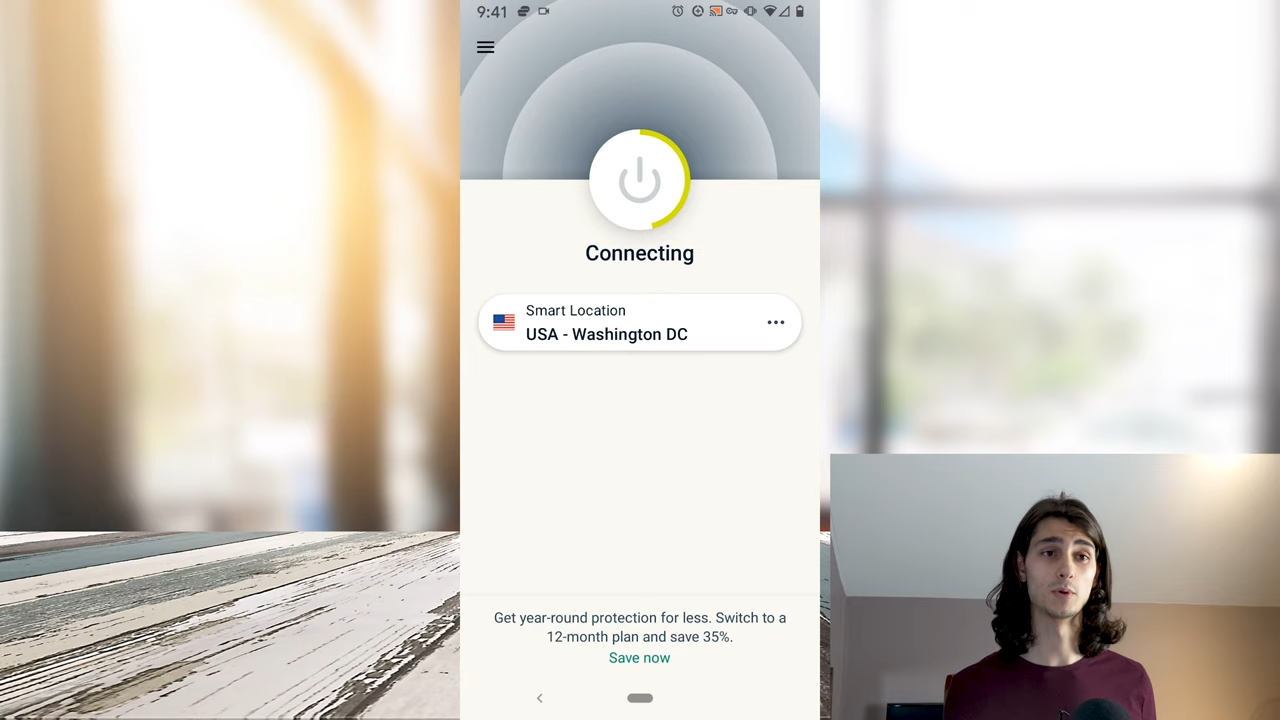 9:41
Connecting
Smart Location
USA - Washington DC
Get year-round protection for less. Switch to a
12-month plan and save 35%.
Save now